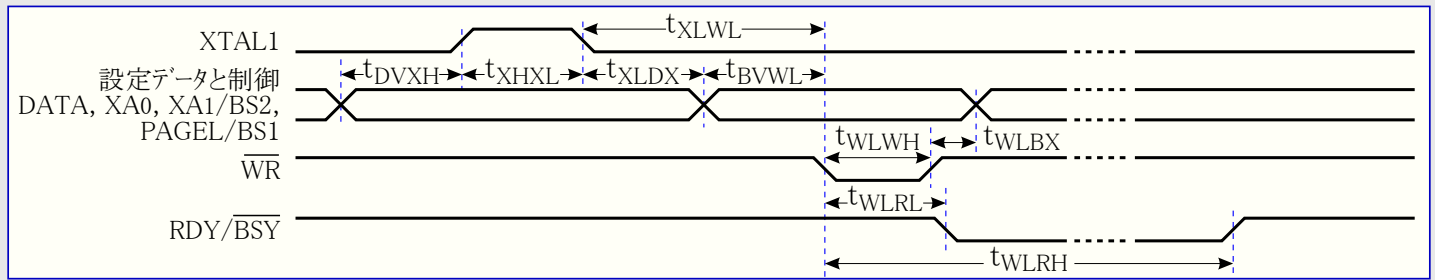 XTAL1
tXLWL
設定データと制御
DATA, XA0, XA1/BS2,
PAGEL/BS1
tDVXH tXHXL tXLDX tBVWL
tWLWH tWLBX
WR
tWLRL
RDY/BSY
tWLRH